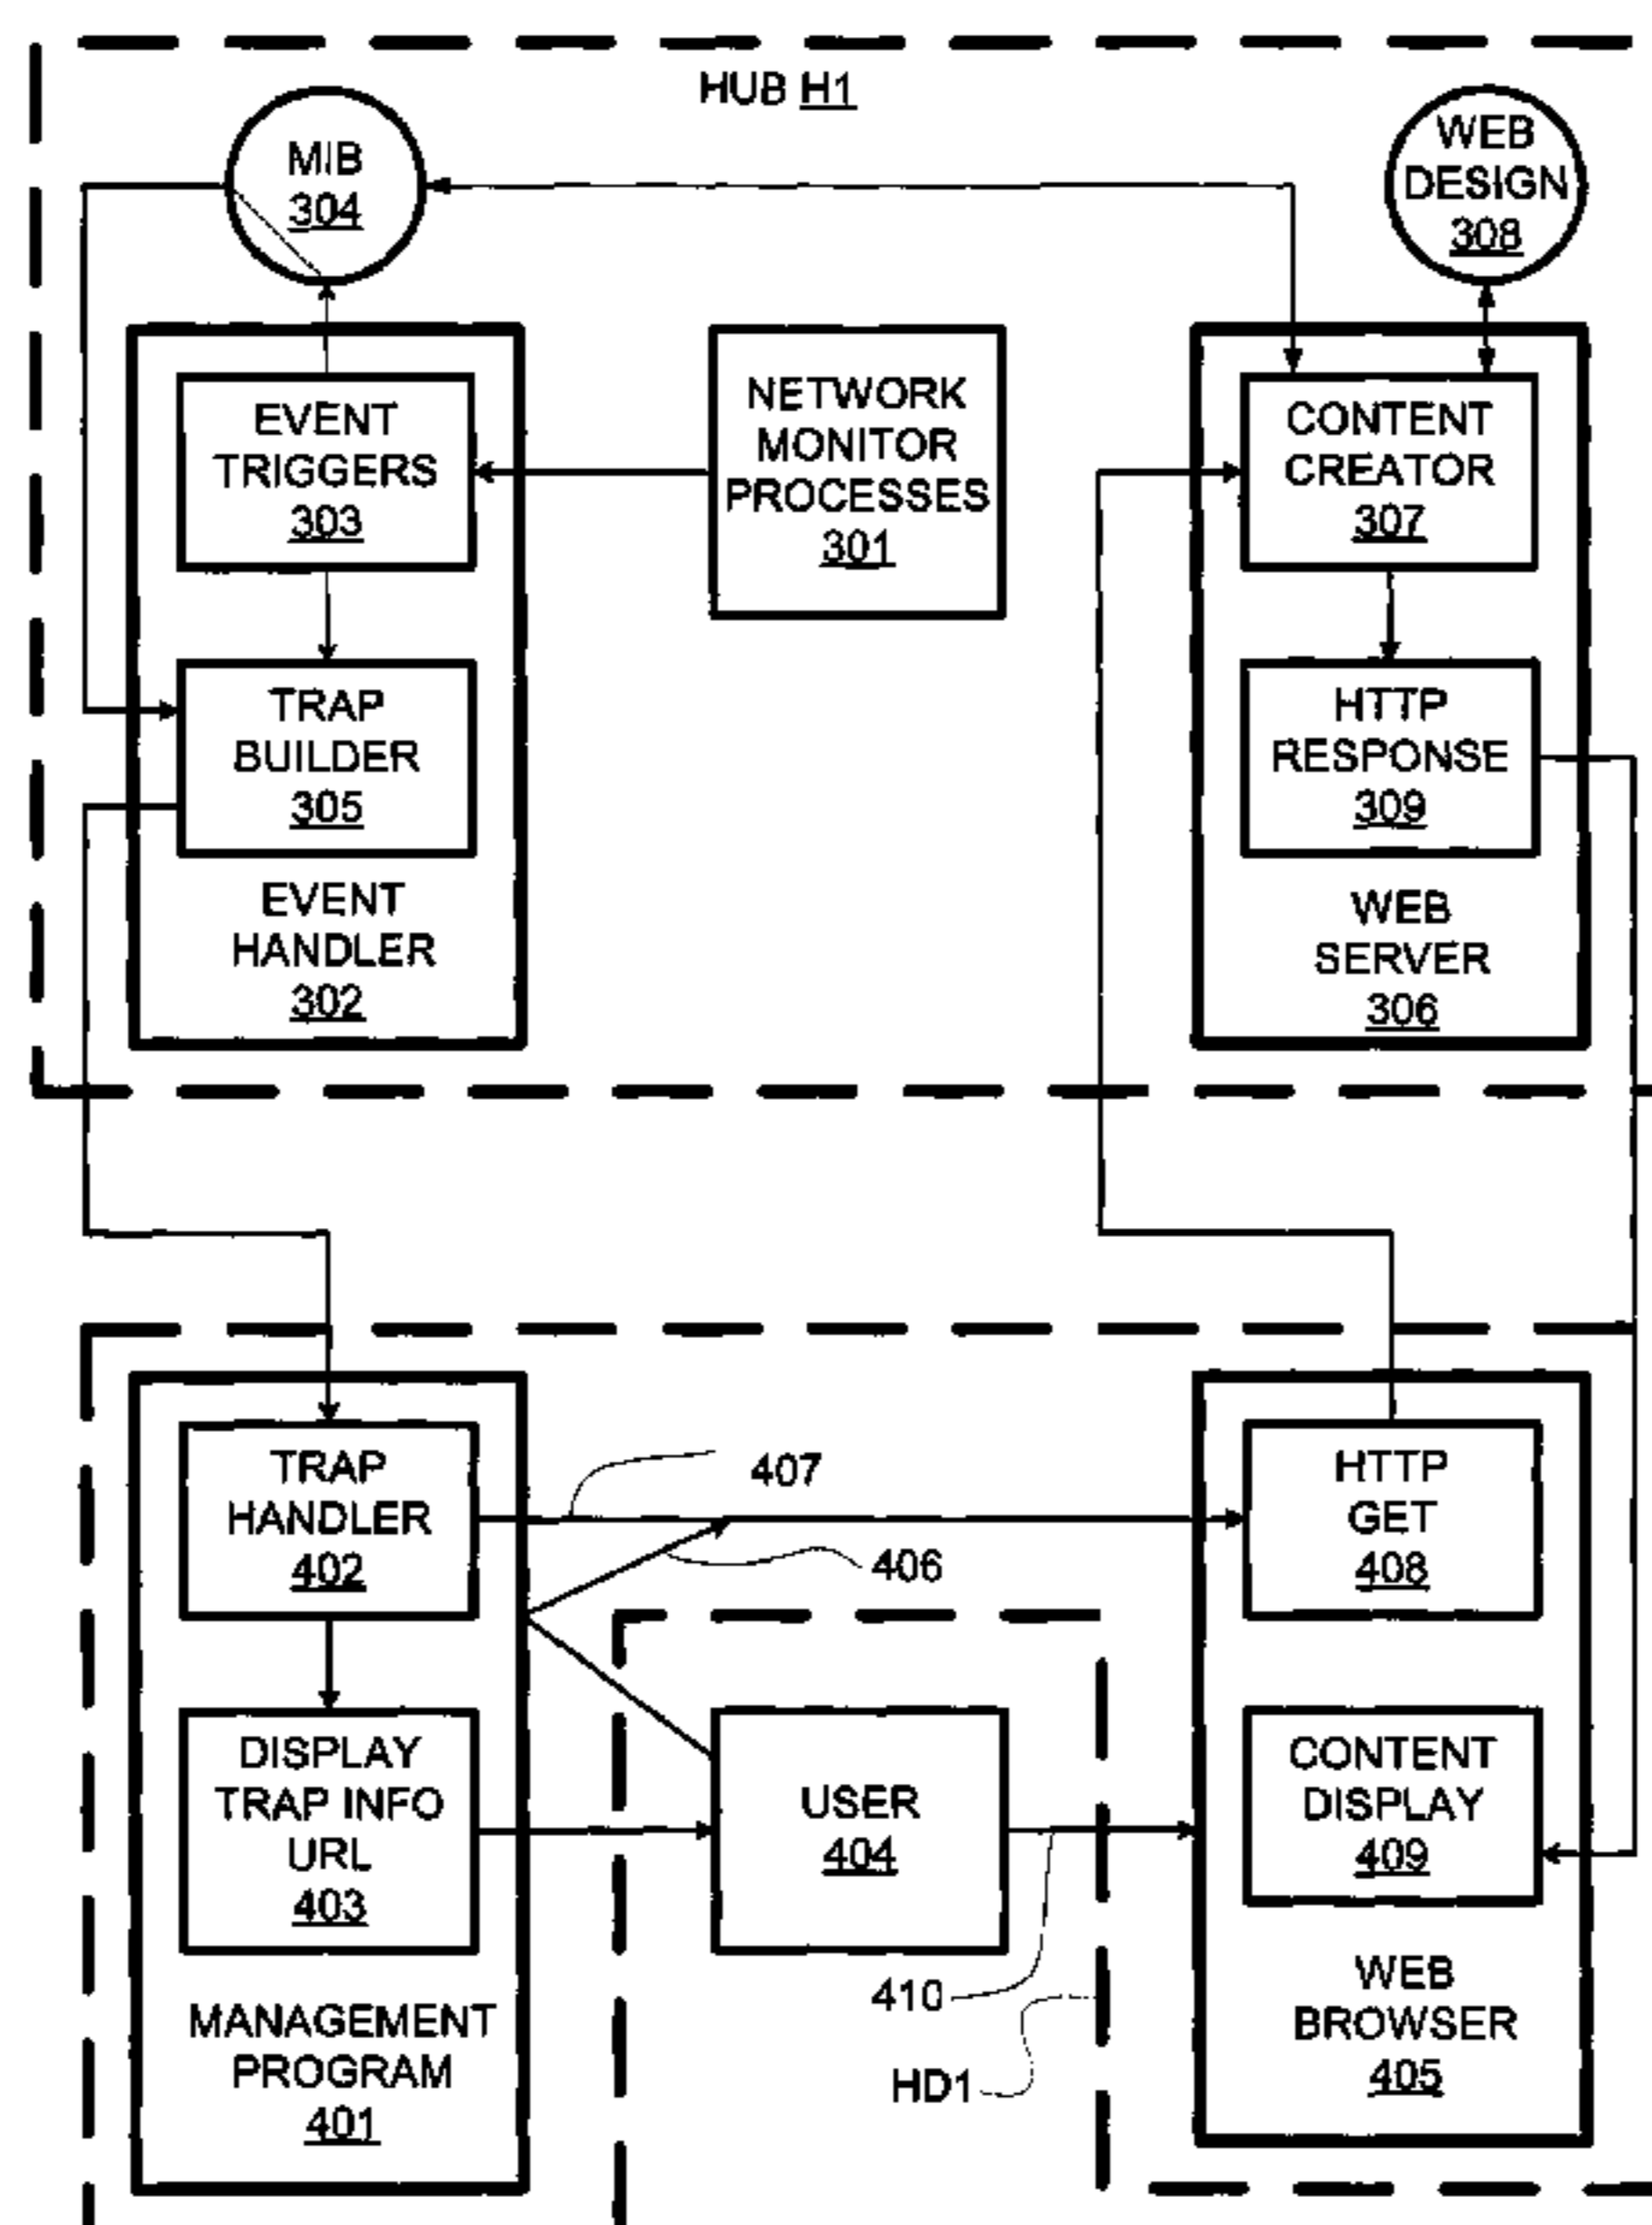 HUB H1
MIB
304
WEB
DESIGN
308
EVENT
TRIGGERS
303
NETWORK
MONITOR
PROCESSES
301
CONTENT
CREATOR
307
TRAP
BUILDER
305
HTTP
RESPONSE
309
EVENT
HANDLER
302
WEB
SERVER
306
TRAP
HANDLER
402
407
406
HTTP
GET
408
DISPLAY
TRAP INFO
URL
403
USER
404
CONTENT
DISPLAY
409
410
HD1
MANAGEMENT
PROGRAM
401
WEB
BROWSER
405